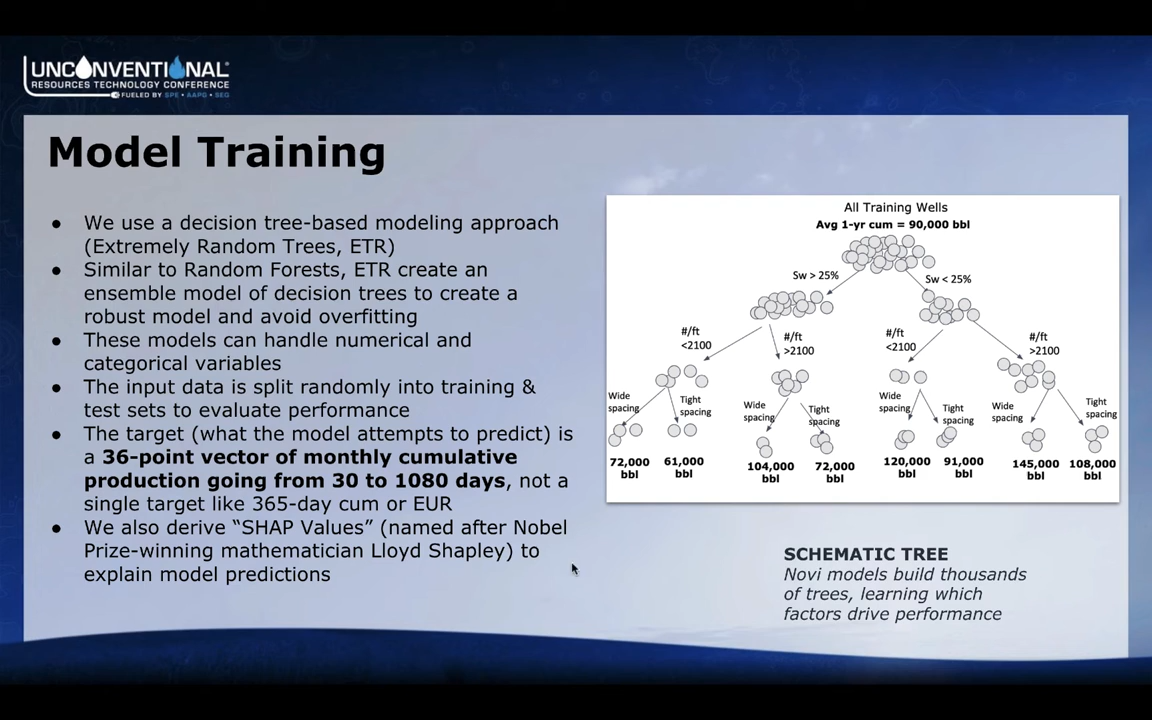 UNCONVENTIONAL®
RESOURCES TECHNOLOGY CONFERENCE
FUELED BY SPE • AAPG • SEG
Model Training
● We use a decision tree-based modeling approach
(Extremely Random Trees, ETR)
● Similar to Random Forests, ETR create an
ensemble model of decision trees to create a
robust model and avoid overfitting
● These models can handle numerical and
categorical variables
● The input data is split randomly into training &
test sets to evaluate performance
● The target (what the model attempts to predict) is
a 36-point vector of monthly cumulative
production going from 30 to 1080 days, not a
single target like 365-day cum or EUR
● We also derive “SHAP Values” (named after Nobel
Prize-winning mathematician Lloyd Shapley) to
explain model predictions
All Training Wells
Avg 1-yr cum = 90,000 bbl
Sw > 25%
Sw < 25%
#/ft
<2100
#/ft
>2100
#/ft
<2100
#/ft
>2100
Wide
spacing
Tight
spacing
Wide
spacing
Tight
spacing
Wide
spacing
Tight
spacing
Wide
spacing
Tight
spacing
72,000
bbl
61,000
bbl
104,000
bbl
72,000
bbl
120,000
bbl
91,000
bbl
145,000
bbl
108,000
bbl
SCHEMATIC TREE
Novi models build thousands
of trees, learning which
factors drive performance